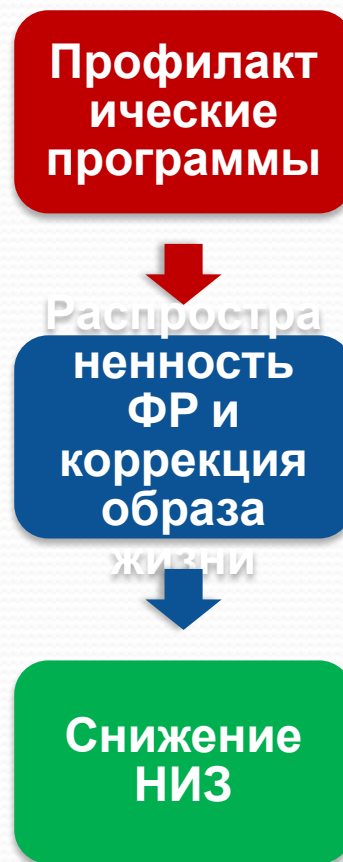 Профилакт
ические
программы
Распростра
ненность
ФР и
коррекция
образа
жизни
Снижение
НИЗ